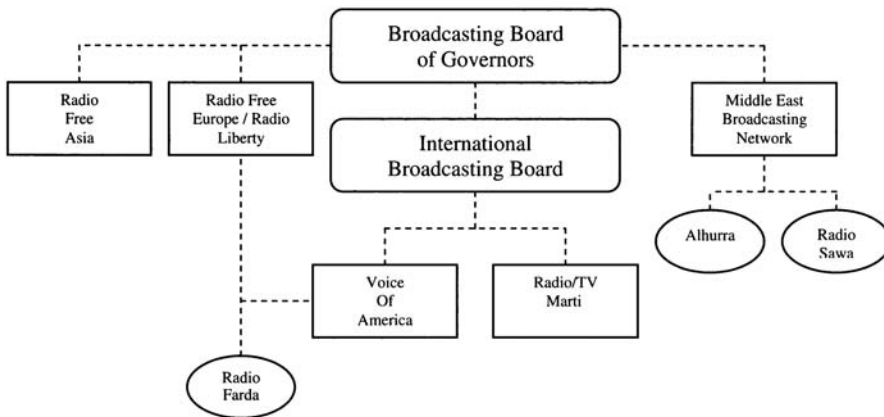 Broadcasting Board
of Governors
Radio
Free
Asia
Radio Free
Europe / Radio
Liberty
Middle East
Broadcasting
Network
International
Broadcasting Board
Alhurra
Radio
Sawa
Voice
Of
America
Radio/TV
Marti
Radio
Farda